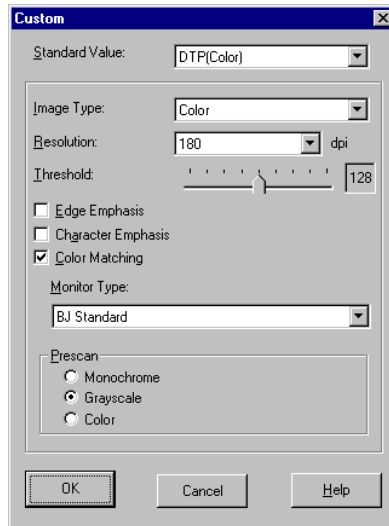 Custom
Standard Value: DTP(Color)
Image Type: Color
Resolution: 180 dpi
Threshold: 128
Edge Emphasis
Character Emphasis
Color Matching
Monitor Type:
BJ Standard
Prescan
Monochrome
Grayscale
Color
OK Cancel Help